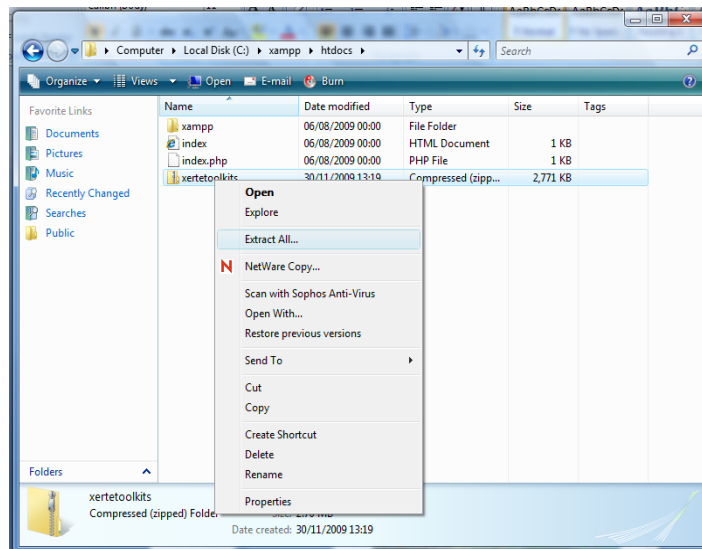 Computer ▸ Local Disk (C:) ▸ xampp ▸ htdocs ▸
Search
Organize Views Open E-mail Burn
Favorite Links
Documents
Pictures
Music
Recently Changed
Searches
Public
Folders
Name Date modified Type Size Tags
xampp 06/08/2009 00:00 File Folder
index 06/08/2009 00:00 HTML Document 1 KB
index.php 06/08/2009 00:00 PHP File 1 KB
xertetoolkits 30/11/2009 13:19 Compressed (zipp... 2,771 KB
Open
Explore
Extract All...
NetWare Copy...
Scan with Sophos Anti-Virus
Open With...
Restore previous versions
Send To
Cut
Copy
Create Shortcut
Delete
Rename
Properties
xertetoolkits
Compressed (zipped) Folder
Date created: 30/11/2009 13:19